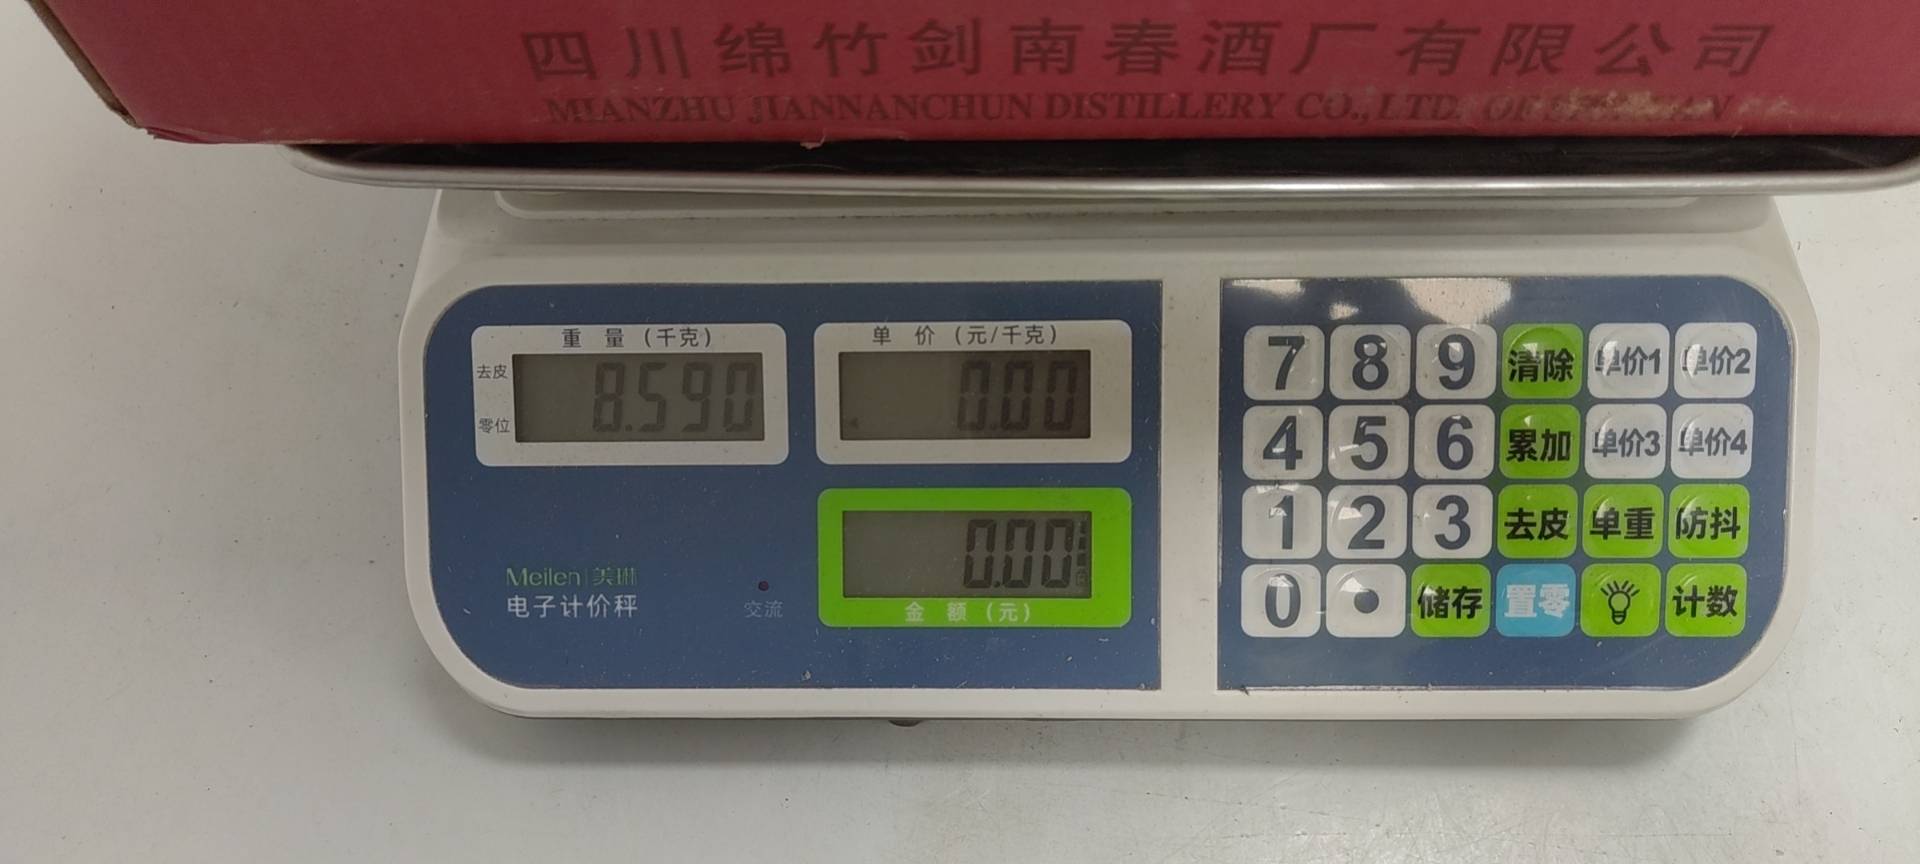 四川绵竹剑南春酒厂有限公司
MIANZHU JIANNANCHUN DISTILLERY CO.,LTD. OF SICHUAN
重 量 (千克)
去皮
零位
8.590
单 价 (元/千克)
0.00
0.00
金 额 (元)
Meilen 美琳
电子计价秤
交流
7 8 9 清除 单价1 单价2
4 5 6 累加 单价3 单价4
1 2 3 去皮 单重 防抖
0 · 储存 置零 计数